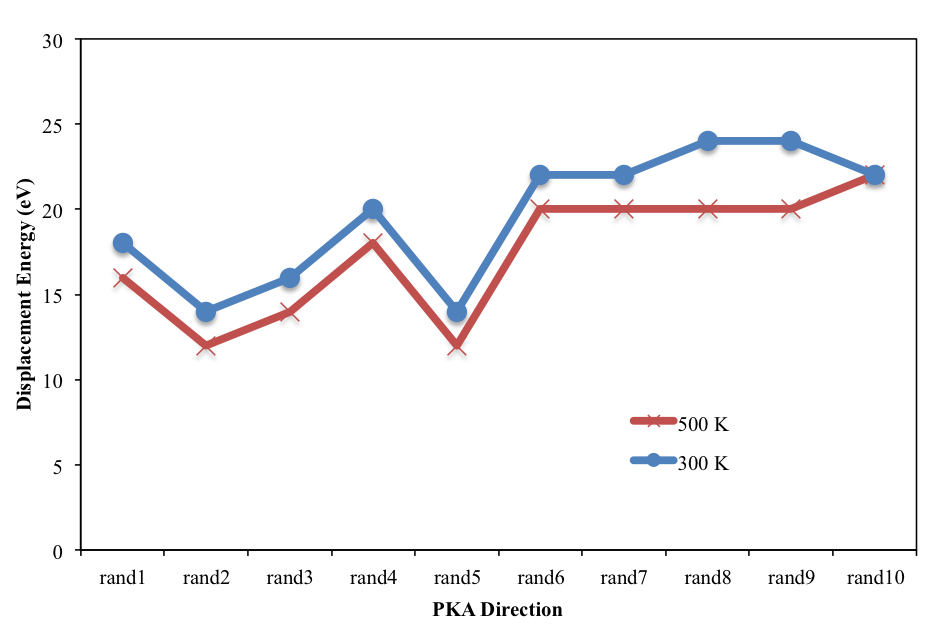 30
25
20
15
10
5
0
Displacement Energy (eV)
500 K
300 K
rand1 rand2 rand3 rand4 rand5 rand6 rand7 rand8 rand9 rand10
PKA Direction